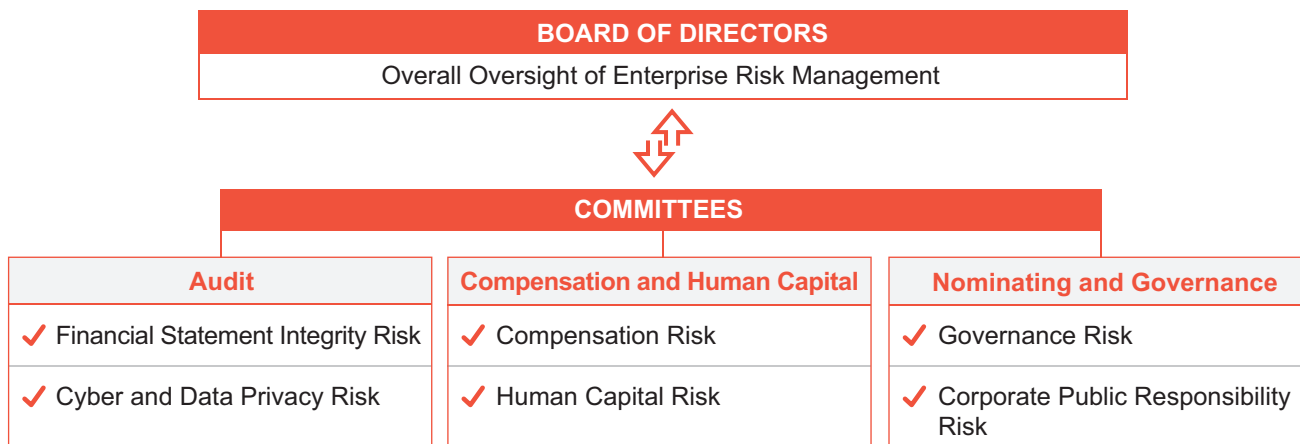 BOARD OF DIRECTORS
Overall Oversight of Enterprise Risk Management
COMMITTEES
Audit
Financial Statement Integrity Risk
Cyber and Data Privacy Risk
Compensation and Human Capital
Compensation Risk
Human Capital Risk
Nominating and Governance
Governance Risk
Corporate Public Responsibility
Risk